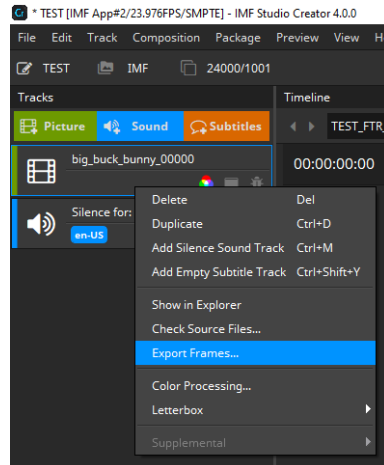 * TEST [IMF App#2/23.976FPS/SMPTE] - IMF Studio Creator 4.0.0
File Edit Track Composition Package Preview View H
TEST IMF 24000/1001
Tracks Timeline
Picture Sound Subtitles TEST_FTR_
big_buck_bunny_00000 00:00:00:00
Silence for:
en-US
Delete Del
Duplicate Ctrl+D
Add Silence Sound Track Ctrl+M
Add Empty Subtitle Track Ctrl+Shift+Y
Show in Explorer
Check Source Files...
Export Frames...
Color Processing...
Letterbox
Supplemental